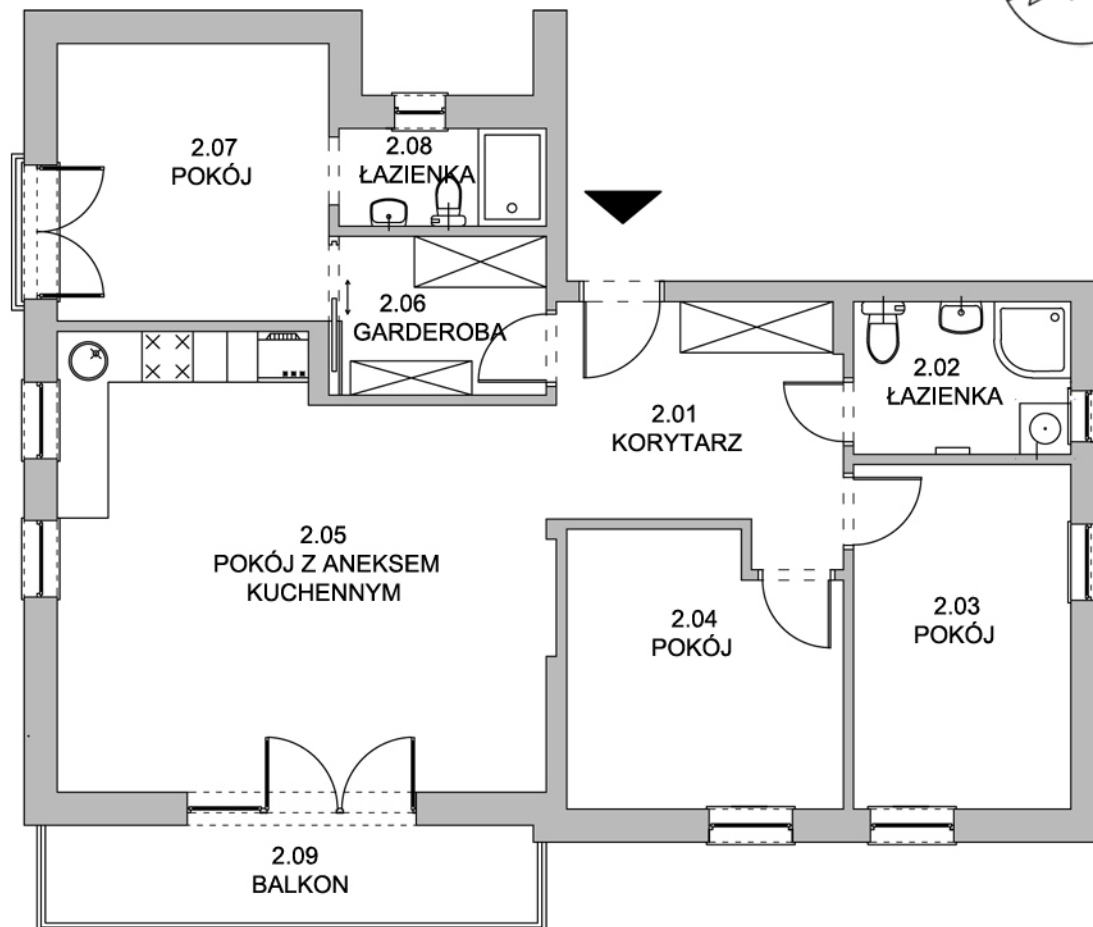 2.07
POKÓJ
2.08
ŁAZIENKA
2.06
GARDEROBA
2.02
ŁAZIENKA
2.01
KORYTARZ
2.05
POKÓJ Z ANEKSEM
KUCHENNYM
2.04
POKÓJ
2.03
POKÓJ
2.09
BALKON